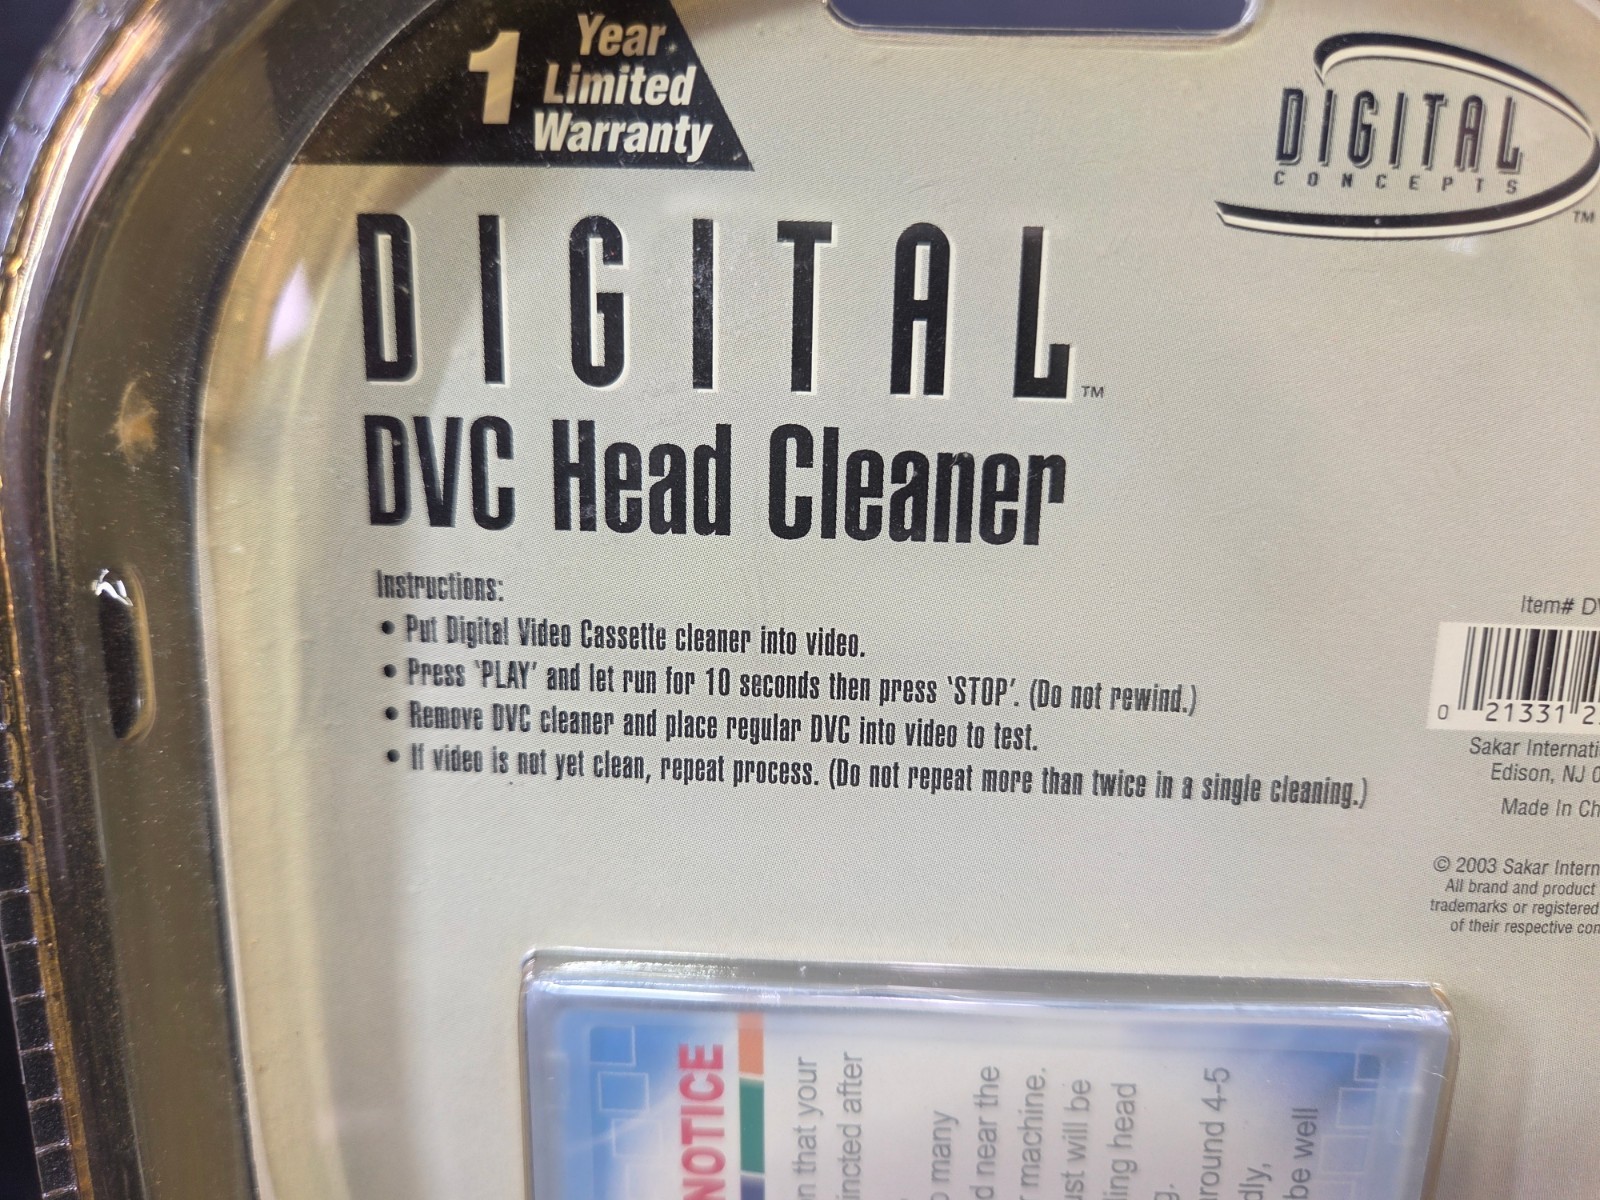 1 Year
Limited
Warranty
DIGITAL
CONCEPTS
TM
DIGITAL TM
DVC Head Cleaner
Instructions:
• Put Digital Video Cassette cleaner into video.
• Press 'PLAY' and let run for 10 seconds then press 'STOP'. (Do not rewind.)
• Remove DVC cleaner and place regular DVC into video to test.
• If video is not yet clean, repeat process. (Do not repeat more than twice in a single cleaning.)
Item#
0 21331
Sakar
Edison, NJ
Made In
© 2003 Sakar
All brand and product
trademarks or registered
of their respective
NOTICE
that your
after
many
near the
machine.
will be
head
4-5
be well